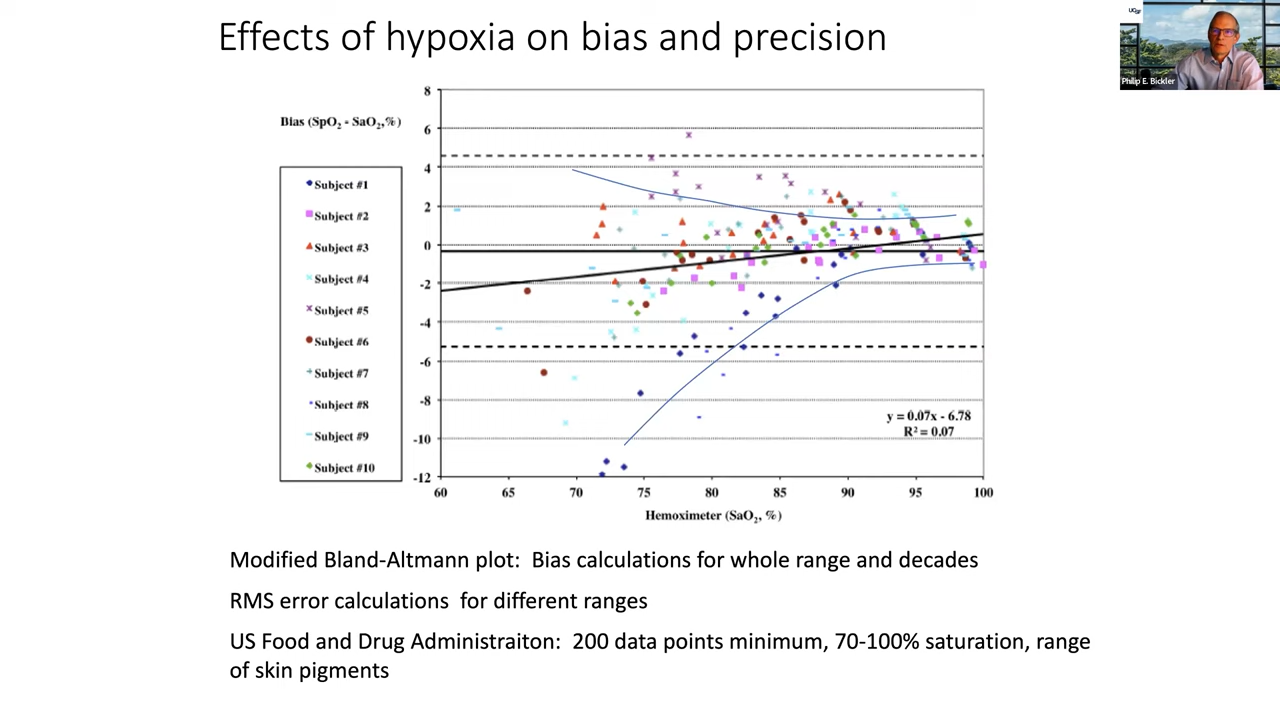 Effects of hypoxia on bias and precision
UCSF
Philip E. Bickler
Bias (SpO2 - SaO2,%)
8
6
4
2
0
-2
-4
-6
-8
-10
-12
Subject #1
Subject #2
Subject #3
Subject #4
Subject #5
Subject #6
Subject #7
Subject #8
Subject #9
Subject #10
y = 0.07x - 6.78
R2 = 0.07
60 65 70 75 80 85 90 95 100
Hemoximeter (SaO2, %)
Modified Bland-Altmann plot: Bias calculations for whole range and decades
RMS error calculations for different ranges
US Food and Drug Administraiton: 200 data points minimum, 70-100% saturation, range
of skin pigments